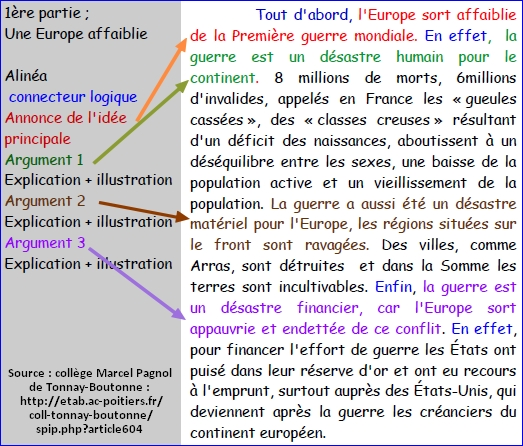 1ère partie ;
Une Europe affaiblie
Alinéa
connecteur logique
Annonce de l'idée
principale
Argument 1
Explication + illustration
Argument 2
Explication + illustration
Argument 3
Explication + illustration
Source : collège Marcel Pagnol
de Tonnay-Boutonne :
http://etab.ac-poitiers.fr/
coll-tonnay-boutonne/
spip.php?article604
Tout d'abord, l'Europe sort affaiblie
de la Première guerre mondiale. En effet, la
guerre est un désastre humain pour le
continent. 8 millions de morts, 6millions
d'invalides, appelés en France les « gueules
cassées », des « classes creuses » résultant
d'un déficit des naissances, aboutissent à un
déséquilibre entre les sexes, une baisse de la
population active et un vieillissement de la
population. La guerre a aussi été un désastre
matériel pour l'Europe, les régions situées sur
le front sont ravagées. Des villes, comme
Arras, sont détruites et dans la Somme les
terres sont incultivables. Enfin, la guerre est
un désastre financier, car l'Europe sort
appauvrie et endettée de ce conflit. En effet,
pour financer l'effort de guerre les États ont
puisé dans leur réserve d'or et ont eu recours
à l'emprunt, surtout auprès des États-Unis, qui
deviennent après la guerre les créanciers du
continent européen.